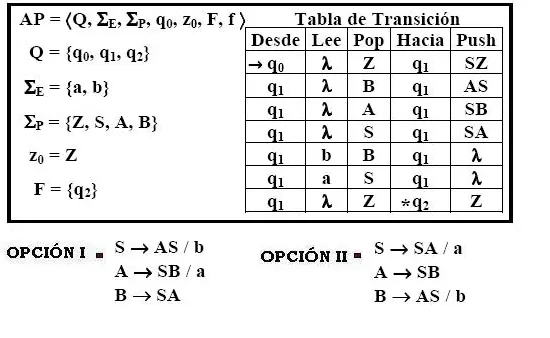 AP = ⟨Q, Σ_E, Σ_P, q₀, z₀, F, f ⟩
Q = {q₀, q₁, q₂}
Σ_E = {a, b}
Σ_P = {Z, S, A, B}
z₀ = Z
F = {q₂}
Tabla de Transición
Desde Lee Pop Hacia Push
→ q₀ λ Z q₁ SZ
q₁ λ B q₁ AS
q₁ λ A q₁ SB
q₁ λ S q₁ SA
q₁ b B q₁ λ
q₁ a S q₁ λ
q₁ λ Z *q₂ Z
OPCIÓN I = S → AS / b
A → SB / a
B → SA
OPCIÓN II = S → SA / a
A → SB
B → AS / b